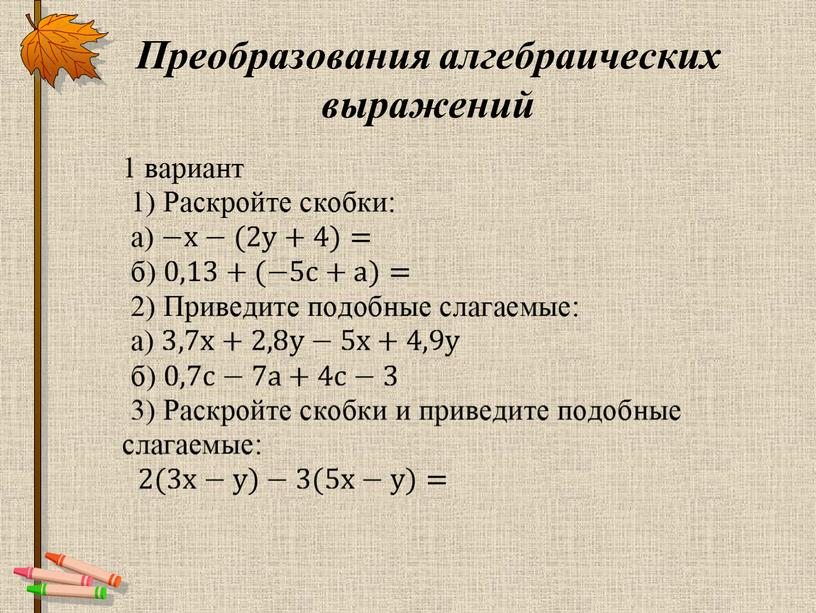 Преобразования алгебраических
выражений
1 вариант
1) Раскройте скобки:
а) −x − (2y + 4) =
б) 0,13 + (−5c + a) =
2) Приведите подобные слагаемые:
а) 3,7x + 2,8y − 5x + 4,9y
б) 0,7c − 7a + 4c − 3
3) Раскройте скобки и приведите подобные
слагаемые:
2(3x − y) − 3(5x − y) =